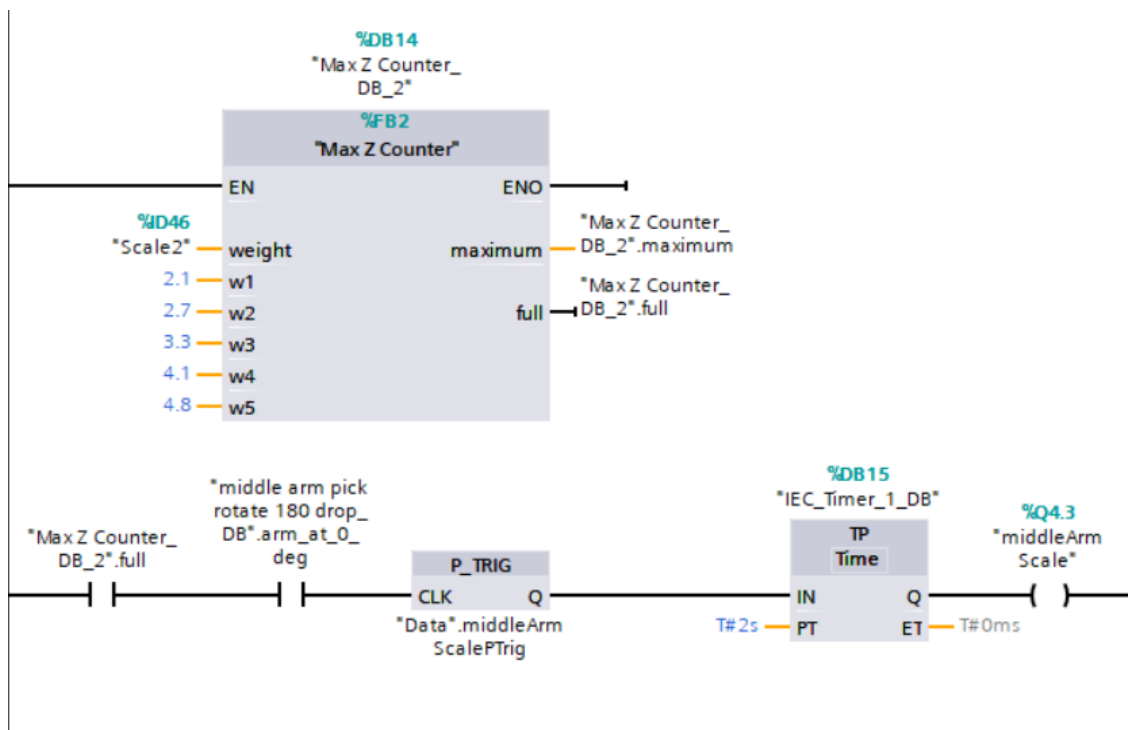 %DB14
"Max Z Counter_
DB_2"
%FB2
"Max Z Counter"
EN
ENO
%ID46
"Scale2"
weight
maximum
"Max Z Counter_
DB_2".maximum
2.1
w1
2.7
w2
full
"Max Z Counter_
DB_2".full
3.3
w3
4.1
w4
4.8
w5
"Max Z Counter_
DB_2".full
"middle arm pick
rotate 180 drop_
DB".arm_at_0_
deg
P_TRIG
CLK
Q
"Data".middleArm
ScalePTrig
%DB15
"IEC_Timer_1_DB"
TP
Time
IN
Q
T#2s
PT
ET
T#0ms
%Q4.3
"middleArm
Scale"